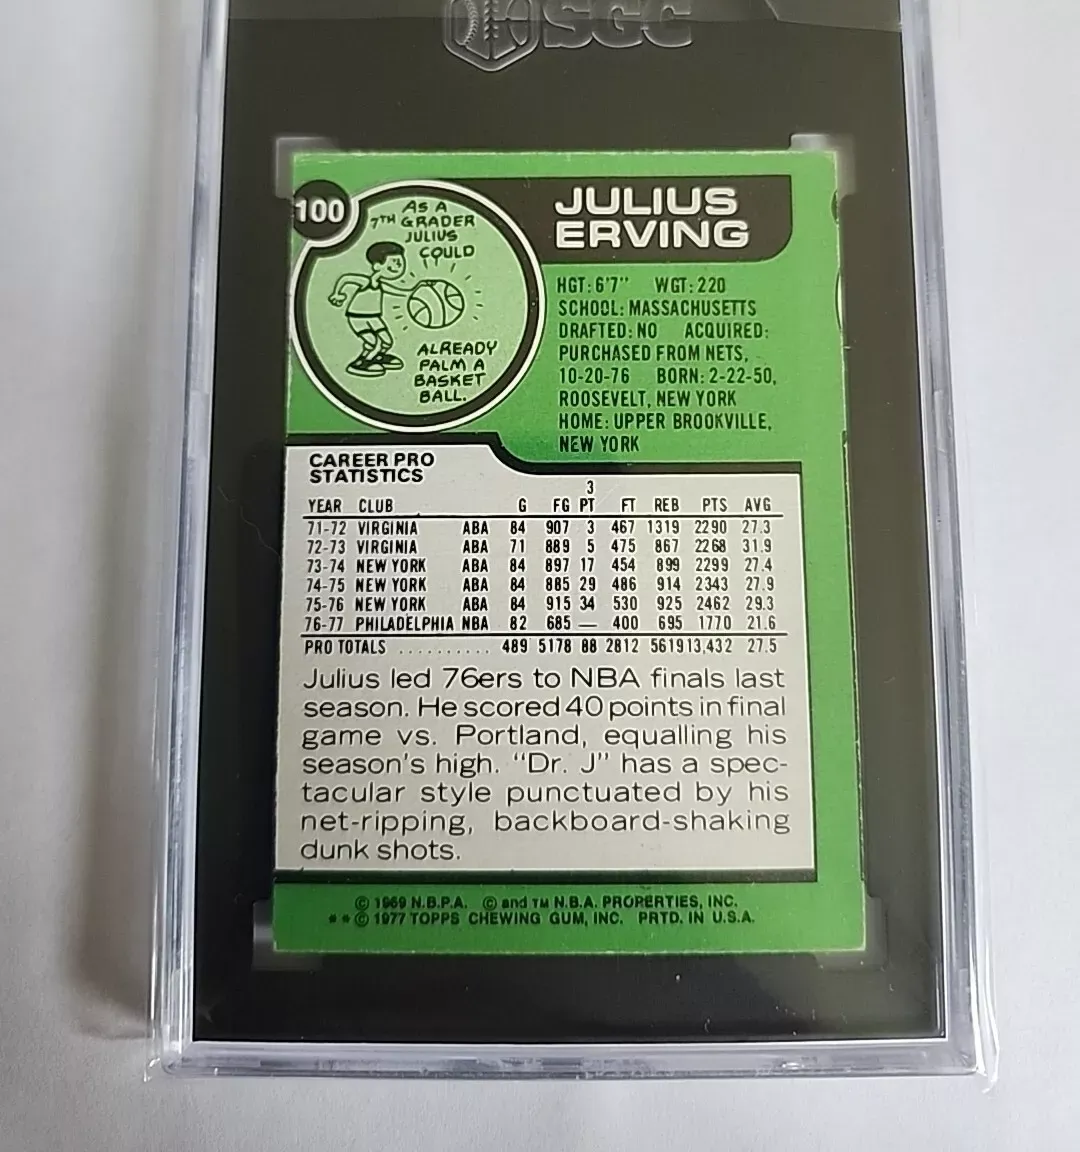 SGC
100
AS A
7TH GRADER
JULIUS
COULD
ALREADY
PALM A
BASKET
BALL.
JULIUS
ERVING
HGT: 6'7" WGT: 220
SCHOOL: MASSACHUSETTS
DRAFTED: NO ACQUIRED:
PURCHASED FROM NETS,
10-20-76 BORN: 2-22-50,
ROOSEVELT, NEW YORK
HOME: UPPER BROOKVILLE,
NEW YORK
CAREER PRO
STATISTICS
YEAR CLUB G FG 3 PT FT REB PTS AVG
71-72 VIRGINIA ABA 84 907 3 467 1319 2290 27.3
72-73 VIRGINIA ABA 71 889 5 475 867 2268 31.9
73-74 NEW YORK ABA 84 897 17 454 899 2299 27.4
74-75 NEW YORK ABA 84 885 29 486 914 2343 27.9
75-76 NEW YORK ABA 84 915 34 530 925 2462 29.3
76-77 PHILADELPHIA NBA 82 685 — 400 695 1770 21.6
PRO TOTALS .......... 489 5178 88 2812 5619 13,432 27.5
Julius led 76ers to NBA finals last
season. He scored 40 points in final
game vs. Portland, equalling his
season's high. "Dr. J" has a spec-
tacular style punctuated by his
net-ripping, backboard-shaking
dunk shots.
© 1969 N.B.P.A. © and TM N.B.A. PROPERTIES, INC.
** © 1977 TOPPS CHEWING GUM, INC. PRTD. IN U.S.A.